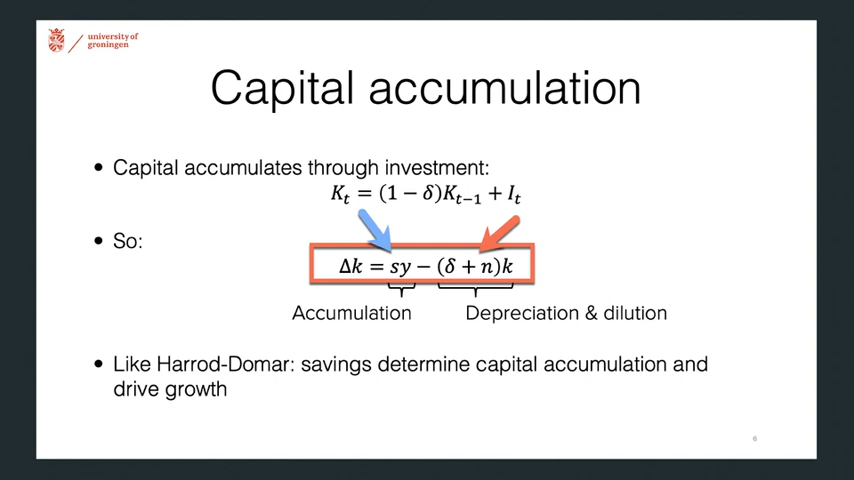 university of
groningen
Capital accumulation
• Capital accumulates through investment:
𝐾ₜ = (1 − 𝛿)𝐾ₜ₋₁ + 𝐼ₜ
• So:
Δ𝑘 = 𝑠𝑦 − (𝛿 + 𝑛)𝑘
Accumulation Depreciation & dilution
• Like Harrod-Domar: savings determine capital accumulation and
drive growth
6